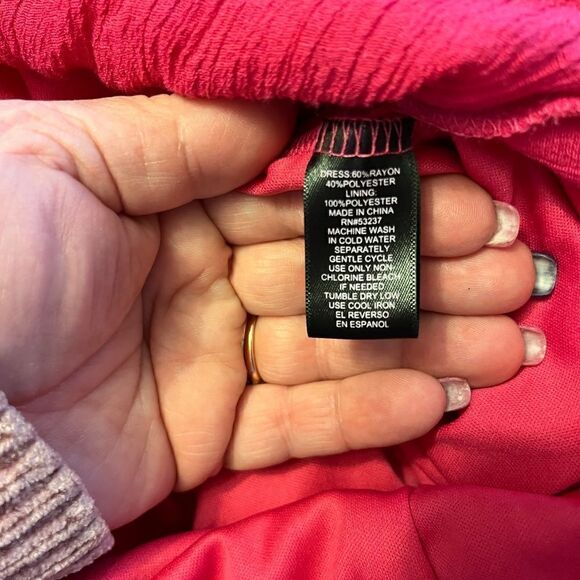 DRESS:60%RAYON
40%POLYESTER
LINING:
100%POLYESTER
MADE IN CHINA
RN#53237
MACHINE WASH
IN COLD WATER
SEPARATELY
GENTLE CYCLE
USE ONLY NON
CHLORINE BLEACH
IF NEEDED
TUMBLE DRY LOW
USE COOL IRON
EL REVERSO
EN ESPANOL